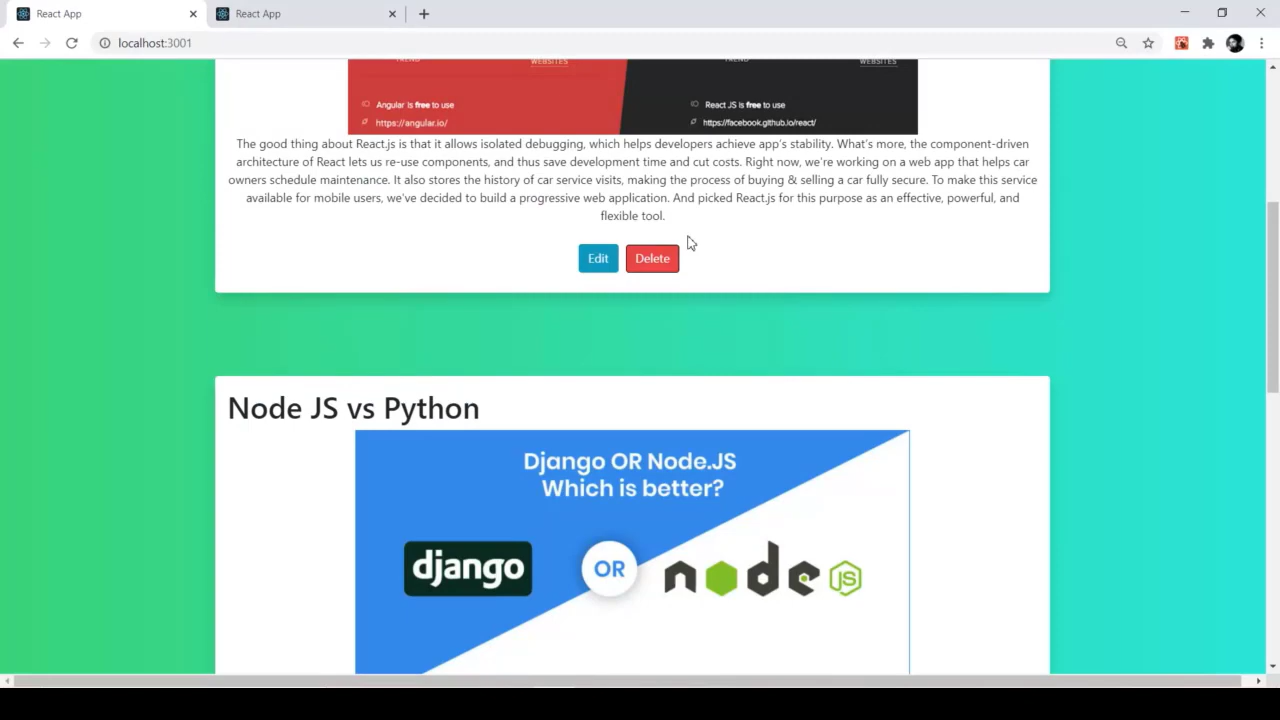 React App
React App
localhost:3001
TREND
WEBSITES
TREND
WEBSITES
Angular is free to use
React JS is free to use
https://angular.io/
https://facebook.github.io/react/
The good thing about React.js is that it allows isolated debugging, which helps developers achieve app's stability. What's more, the component-driven
architecture of React lets us re-use components, and thus save development time and cut costs. Right now, we're working on a web app that helps car
owners schedule maintenance. It also stores the history of car service visits, making the process of buying & selling a car fully secure. To make this service
available for mobile users, we've decided to build a progressive web application. And picked React.js for this purpose as an effective, powerful, and
flexible tool.
Edit
Delete
Node JS vs Python
Django OR Node.JS
Which is better?
django
OR
node
JS